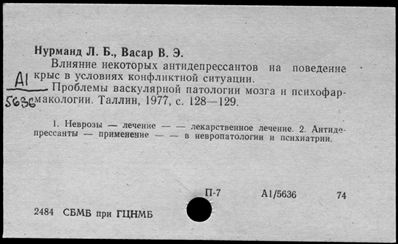 Нурманд Л. Б., Васар В. Э.
Влияние некоторых антидепрессантов на поведение
крыс в условиях конфликтной ситуации.
А1
Проблемы васкулярной патологии мозга и психофар-
5636
макологии. Таллин, 1977, с. 128—129.
1. Неврозы — лечение — — лекарственное лечение. 2. Антиде-
прессанты — применение — — в невропатологии и психиатрии.
П-7 А1/5636 74
2484 СБМБ при ГЦНМБ